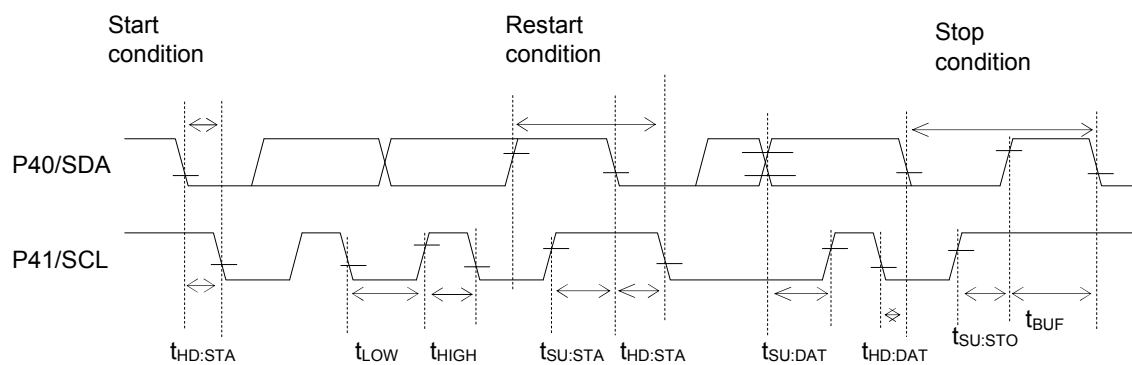 Start
condition
Restart
condition
Stop
condition
P40/SDA
P41/SCL
tHD:STA
tLOW
tHIGH
tSU:STA
tHD:STA
tSU:DAT
tHD:DAT
tSU:STO
tBUF